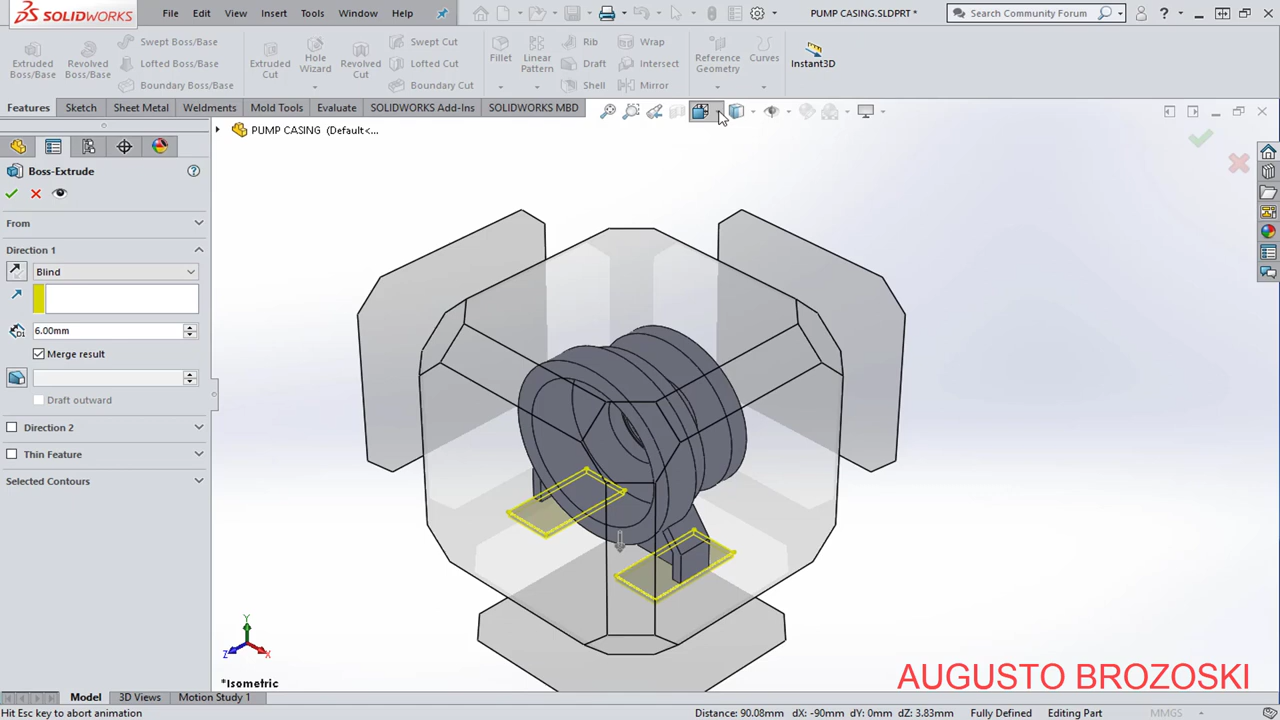 SOLIDWORKS File Edit View Insert Tools Window Help PUMP CASING.SLDPRT * Search Community Forum ?
Extruded Boss/Base
Revolved Boss/Base
Swept Boss/Base
Lofted Boss/Base
Boundary Boss/Base
Extruded Cut
Hole Wizard
Revolved Cut
Swept Cut
Lofted Cut
Boundary Cut
Fillet
Linear Pattern
Rib
Draft
Shell
Wrap
Intersect
Mirror
Reference Geometry
Curves
Instant3D
Features Sketch Sheet Metal Weldments Mold Tools Evaluate SOLIDWORKS Add-Ins SOLIDWORKS MBD
PUMP CASING (Default<...
Boss-Extrude
From
Direction 1
Blind
6.00mm
Merge result
Draft outward
Direction 2
Thin Feature
Selected Contours
Y
Z
X
*Isometric
AUGUSTO BROZOSKI
Model 3D Views Motion Study 1
Hit Esc key to abort animation Distance: 90.08mm dX: -90mm dY: 0mm dZ: 3.83mm Fully Defined Editing Part MMGS